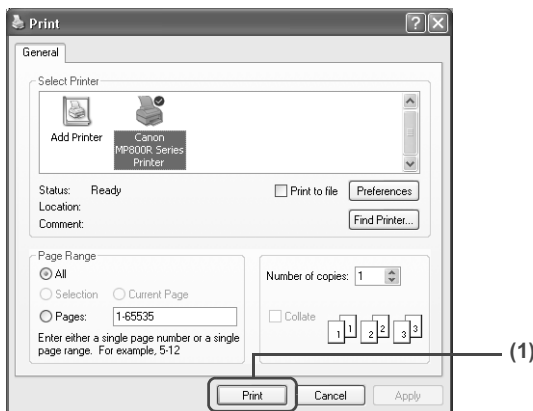 Print
General
Select Printer
Add Printer
Canon
MP800R Series
Printer
Status: Ready
Location:
Comment:
Print to file
Preferences
Find Printer...
Page Range
All
Selection
Current Page
Pages:
1-65535
Enter either a single page number or a single
page range. For example, 5-12
Number of copies: 1
Collate
1 1 2 2 3 3
(1)
Print
Cancel
Apply